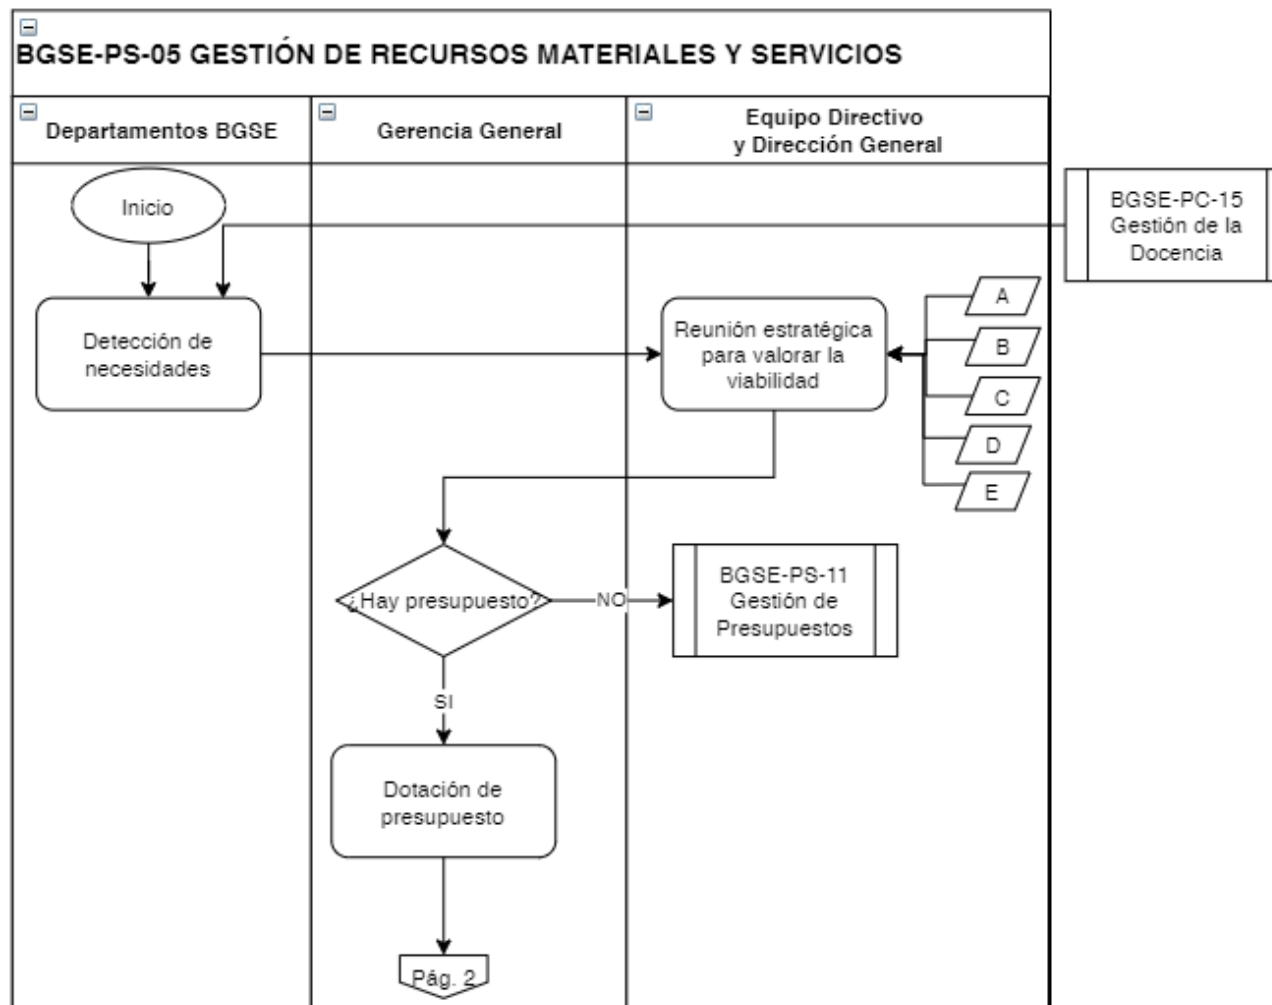 BGSE-PS-05 GESTIÓN DE RECURSOS MATERIALES Y SERVICIOS
Departamentos BGSE
Gerencia General
Equipo Directivo
y Dirección General
Inicio
BGSE-PC-15
Gestión de la
Docencia
Detección de
necesidades
Reunión estratégica
para valorar la
viabilidad
A
B
C
D
E
¿Hay presupuesto?
NO
BGSE-PS-11
Gestión de
Presupuestos
SI
Dotación de
presupuesto
Pág. 2